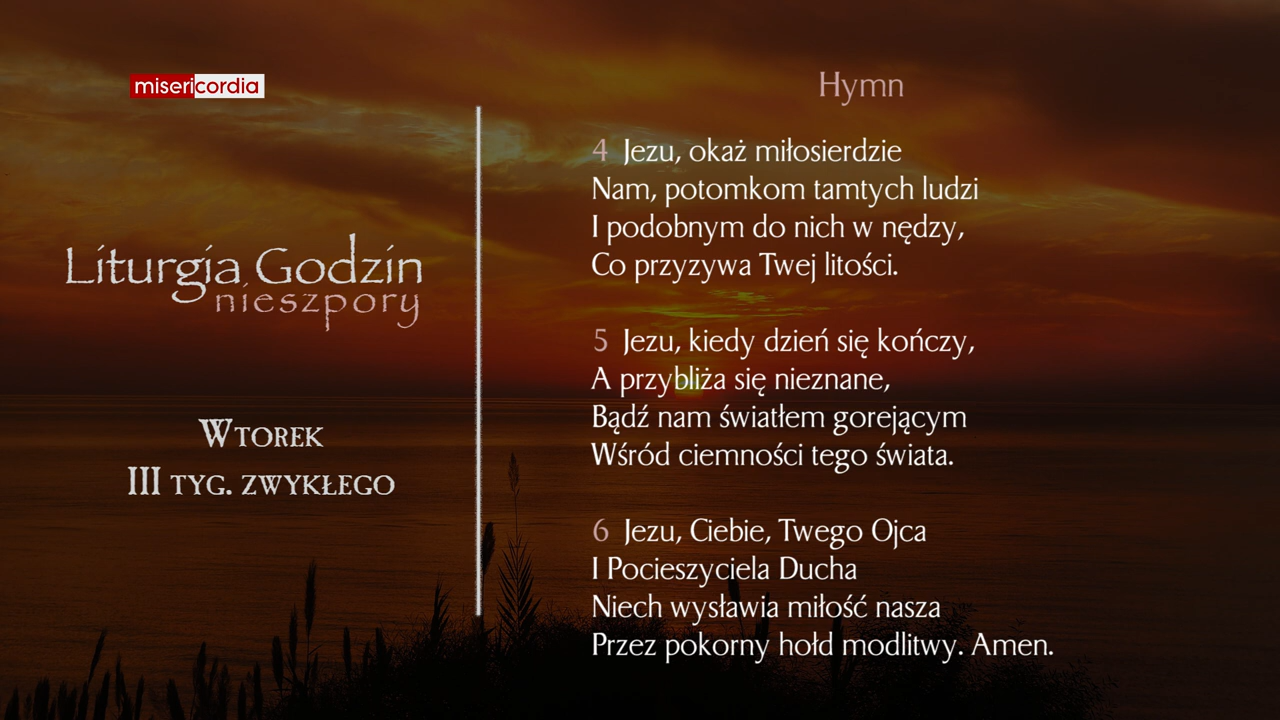 misericordia
Liturgia Godzin
nieszpory
Wtorek
III tyg. zwykłego
Hymn
4 Jezu, okaż miłosierdzie
Nam, potomkom tamtych ludzi
I podobnym do nich w nędzy,
Co przyzywa Twej litości.
5 Jezu, kiedy dzień się kończy,
A przybliża się nieznane,
Bądź nam światłem gorejącym
Wśród ciemności tego świata.
6 Jezu, Ciebie, Twego Ojca
I Pocieszyciela Ducha
Niech wysławia miłość nasza
Przez pokorny hołd modlitwy. Amen.